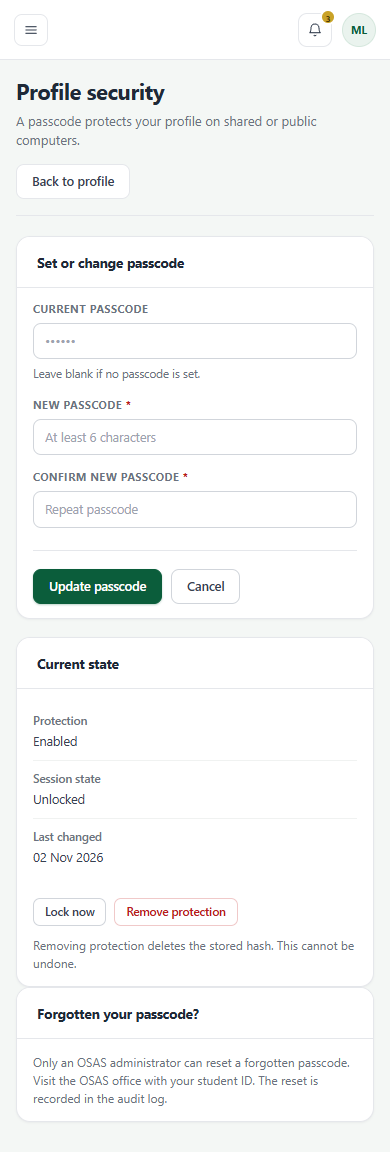 3
ML
Profile security
A passcode protects your profile on shared or public
computers.
Back to profile
Set or change passcode
CURRENT PASSCODE
••••••
Leave blank if no passcode is set.
NEW PASSCODE *
At least 6 characters
CONFIRM NEW PASSCODE *
Repeat passcode
Update passcode
Cancel
Current state
Protection
Enabled
Session state
Unlocked
Last changed
02 Nov 2026
Lock now
Remove protection
Removing protection deletes the stored hash. This cannot be
undone.
Forgotten your passcode?
Only an OSAS administrator can reset a forgotten passcode.
Visit the OSAS office with your student ID. The reset is
recorded in the audit log.